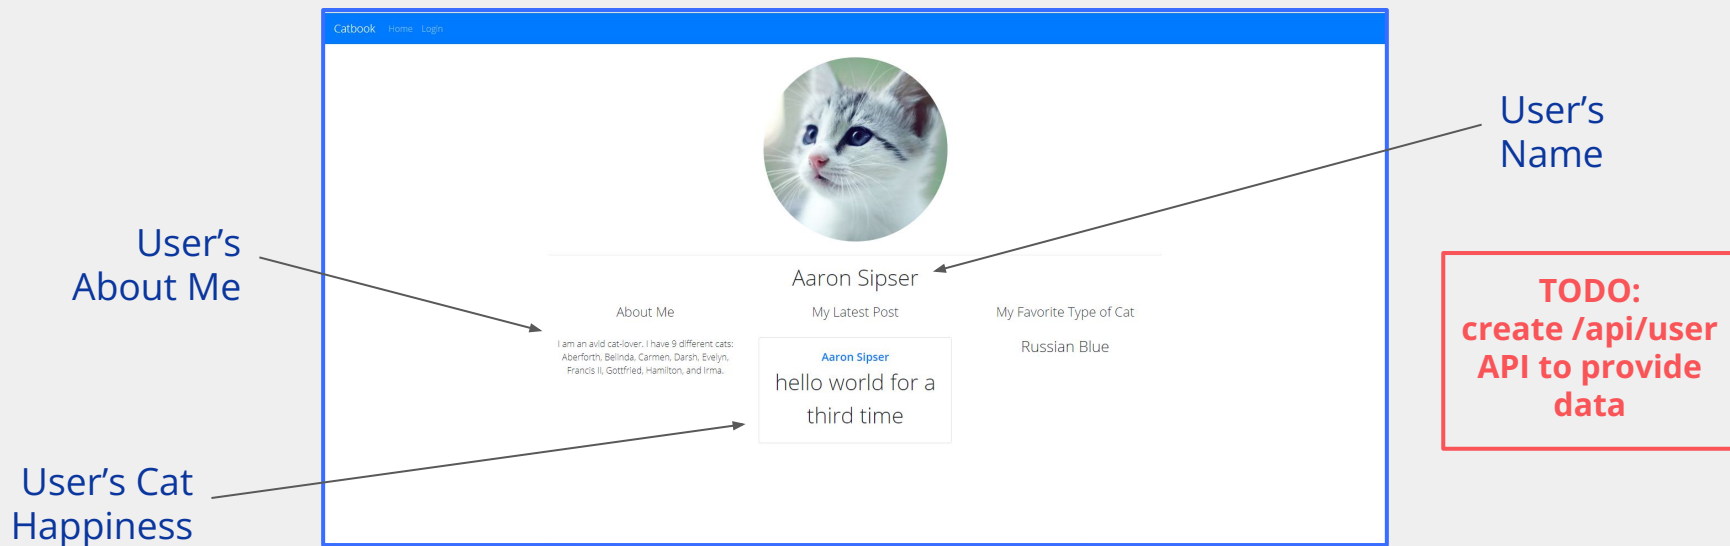 Catbook Home Login
User's
Name
User's
About Me
Aaron Sipser
About Me
I am an avid cat-lover. I have 9 different cats:
Aberforth, Belinda, Carmen, Darsh, Evelyn,
Francis II, Gottfried, Hamilton, and Irma.
My Latest Post
Aaron Sipser
hello world for a
third time
My Favorite Type of Cat
Russian Blue
TODO:
create /api/user
API to provide
data
User's Cat
Happiness